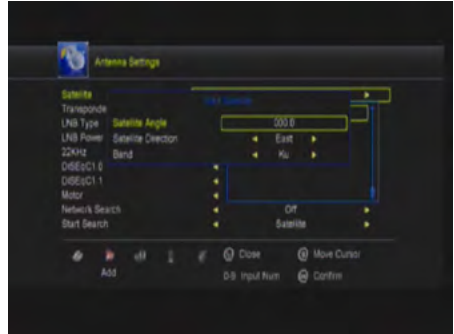 Antenna Settings
Satellite
Transponde
LNB Type
Satellite Angle
000.0
LNB Power
Satellite Direction
East
22KHz
Band
Ku
DiSEqC1.0
DiSEqC1.1
Motor
Network Search
Off
Start Search
Satellite
Close
Move Cursor
Add
0-9 Input Num
Confirm